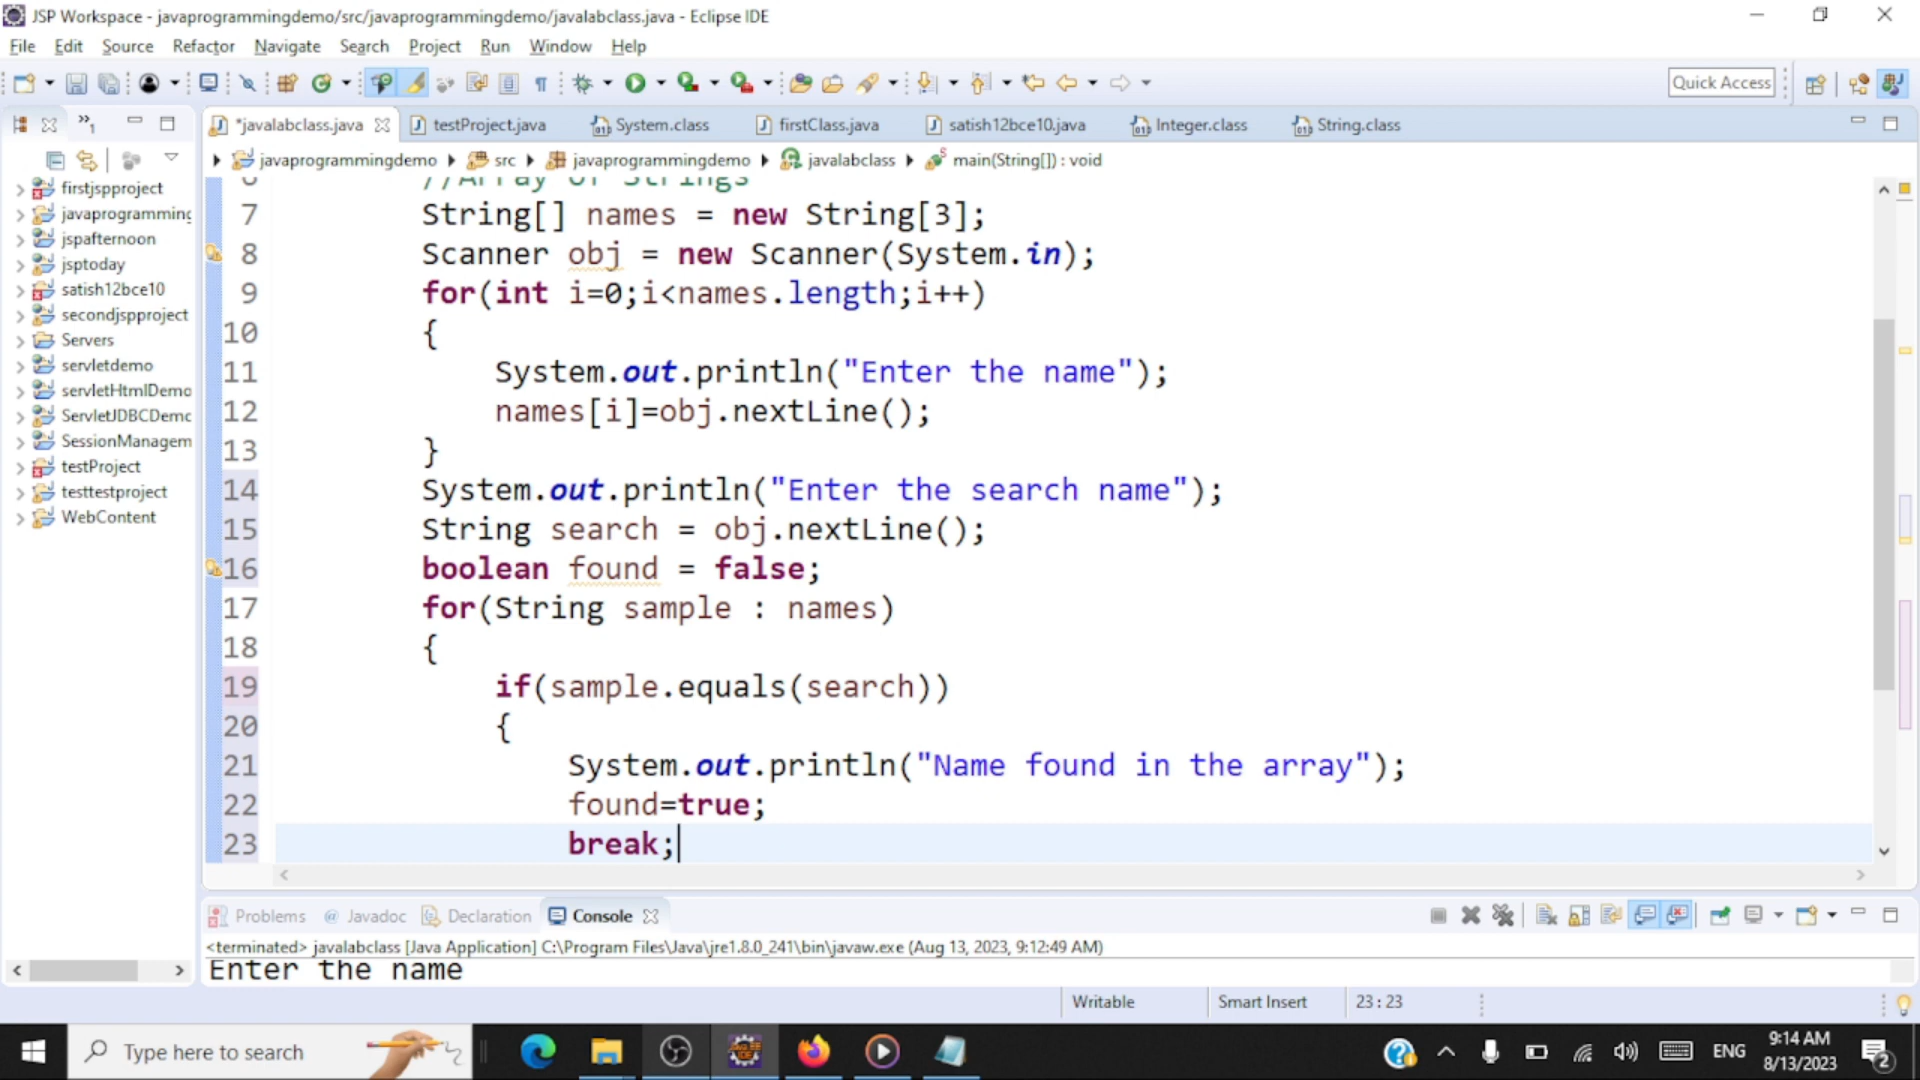 JSP Workspace - javaprogrammingdemo/src/javaprogrammingdemo/javalabclass.java - Eclipse IDE
File Edit Source Refactor Navigate Search Project Run Window Help
Quick Access
*javalabclass.java testProject.java System.class firstClass.java satish12bce10.java Integer.class String.class
javaprogrammingdemo src javaprogrammingdemo javalabclass main(String[]) : void
firstjspproject
javaprogramming
jspafternoon
jsptoday
satish12bce10
secondjspproject
Servers
servletdemo
servletHtmlDemo
ServletJDBCDemo
SessionManagem
testProject
testtestproject
WebContent
6 //Array of Strings
7 String[] names = new String[3];
8 Scanner obj = new Scanner(System.in);
9 for(int i=0;i<names.length;i++)
10 {
11 System.out.println("Enter the name");
12 names[i]=obj.nextLine();
13 }
14 System.out.println("Enter the search name");
15 String search = obj.nextLine();
16 boolean found = false;
17 for(String sample : names)
18 {
19 if(sample.equals(search))
20 {
21 System.out.println("Name found in the array");
22 found=true;
23 break;
Problems Javadoc Declaration Console
<terminated> javalabclass [Java Application] C:\Program Files\Java\jre1.8.0_241\bin\javaw.exe (Aug 13, 2023, 9:12:49 AM)
Enter the name
Writable Smart Insert 23 : 23
Type here to search
ENG
9:14 AM
8/13/2023
2